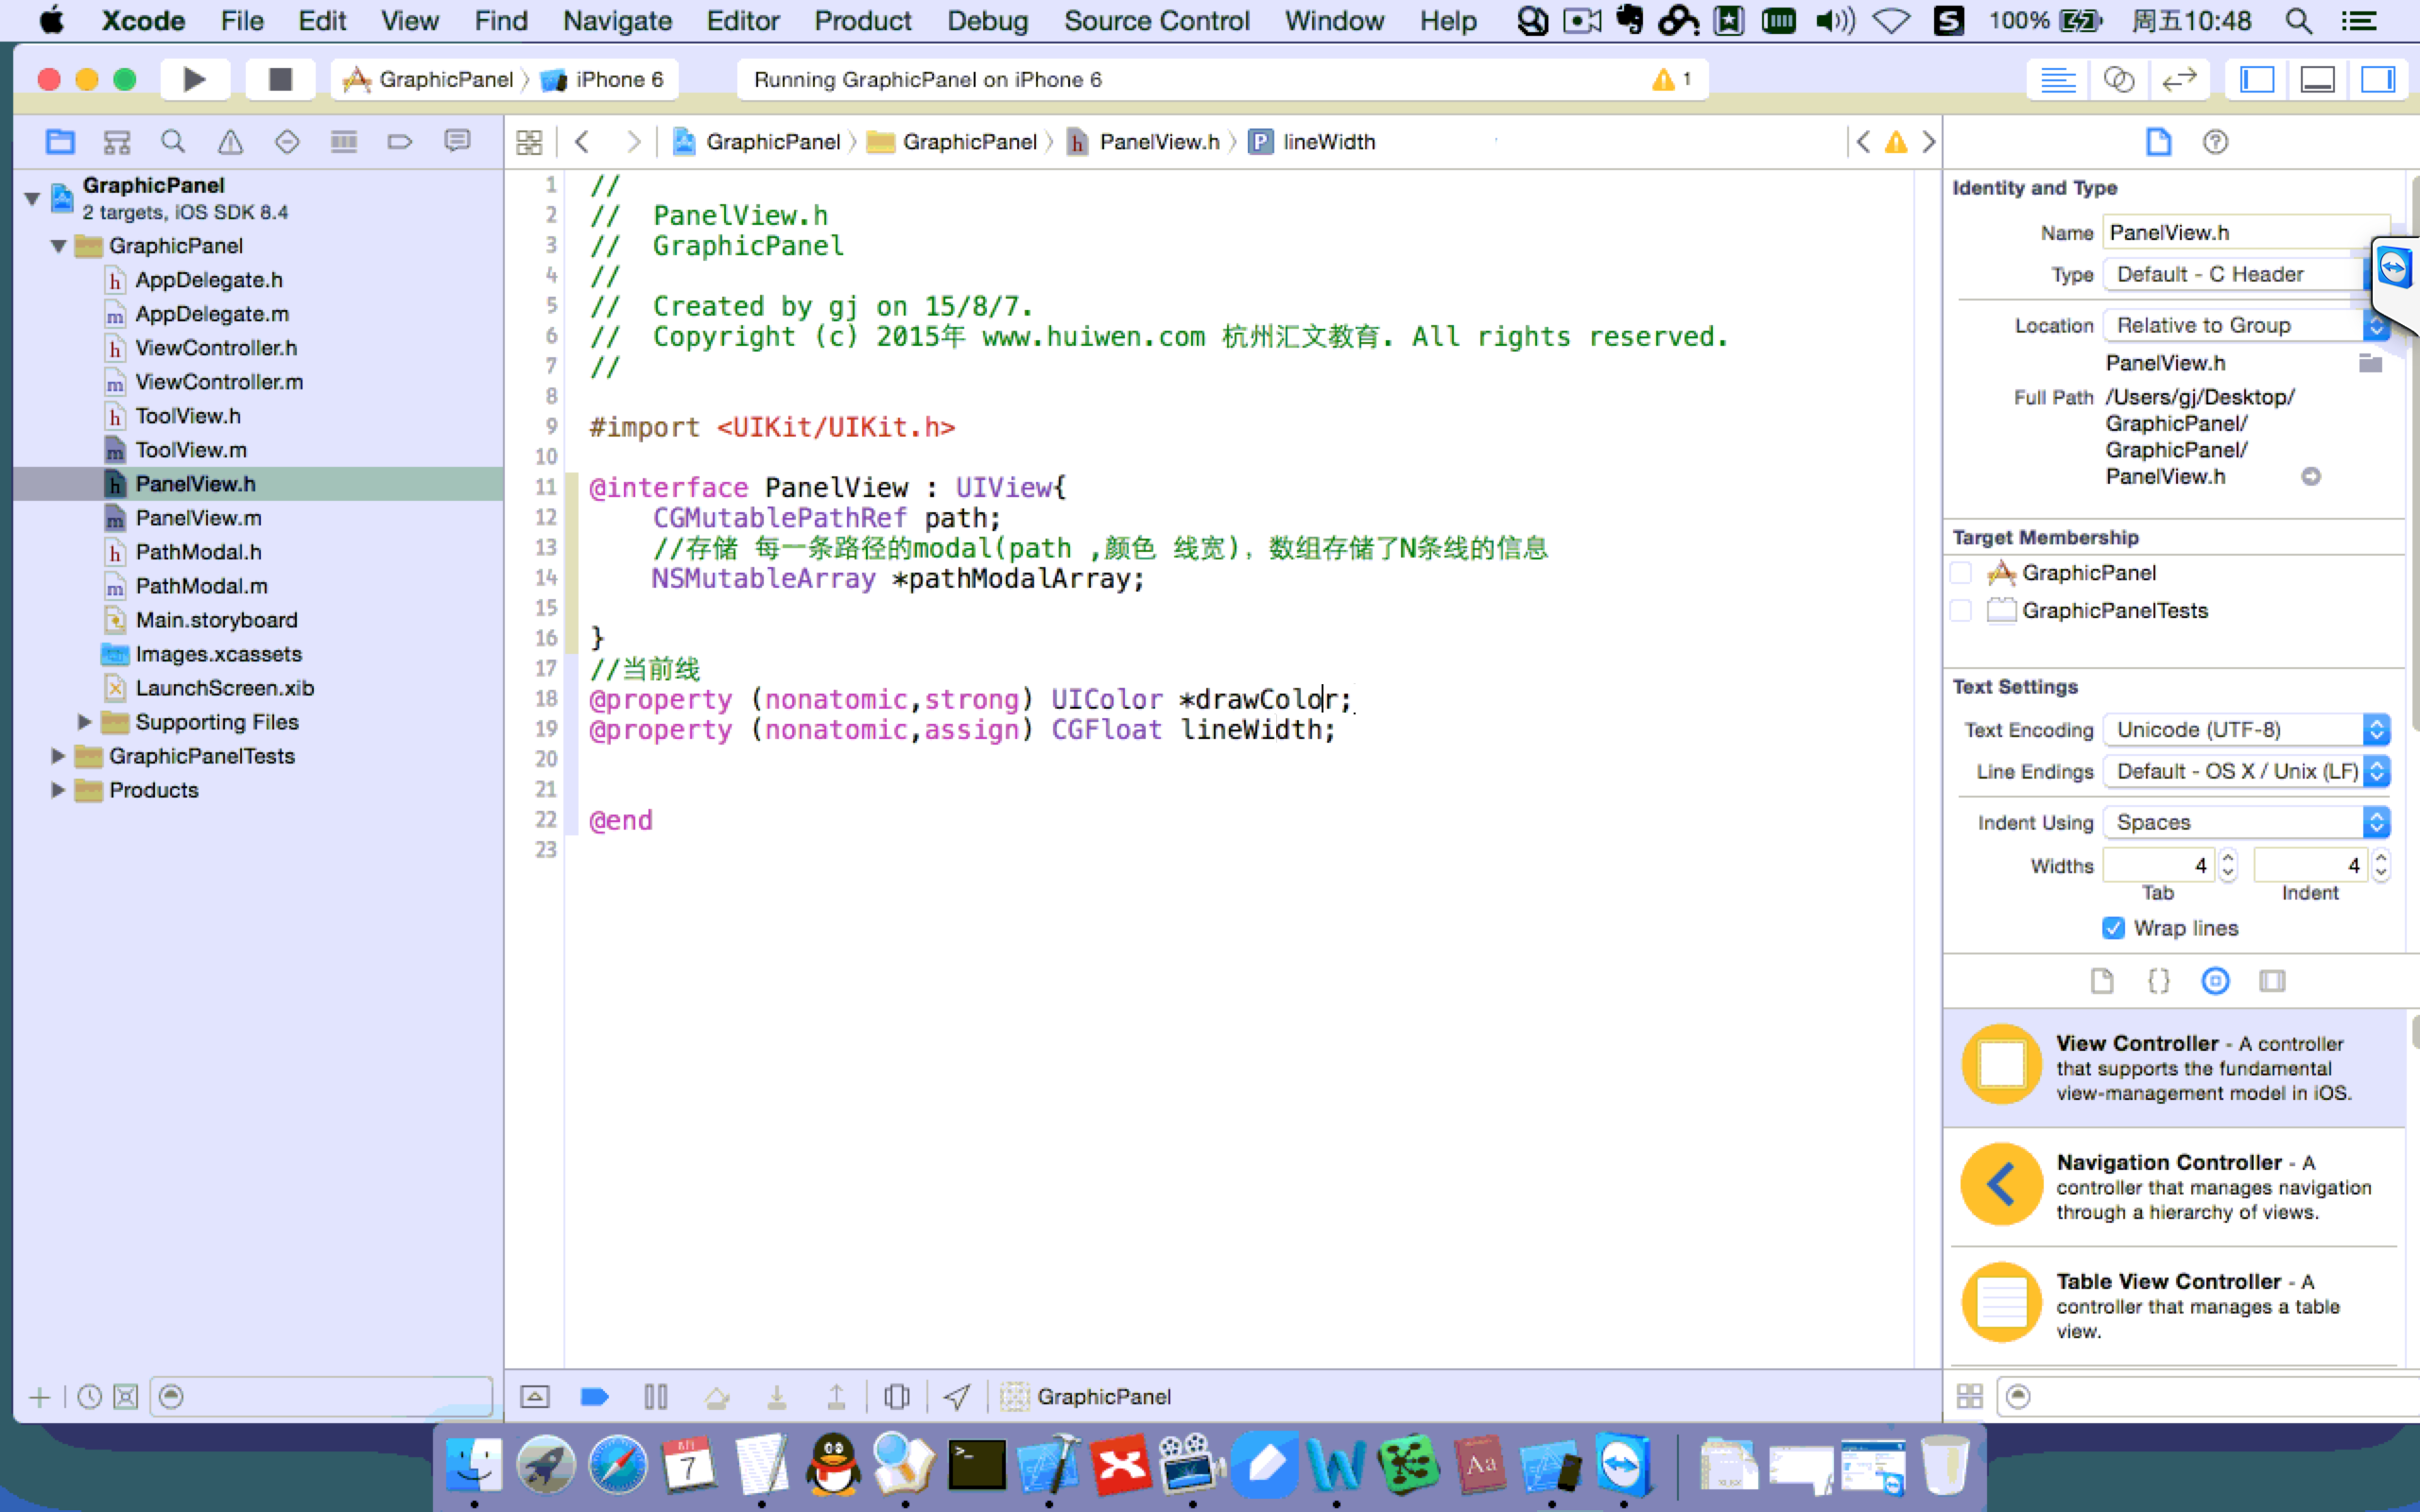 Xcode File Edit View Find Navigate Editor Product Debug Source Control Window Help 100% 周五10:48
GraphicPanel iPhone 6
Running GraphicPanel on iPhone 6
1
GraphicPanel GraphicPanel PanelView.h lineWidth
GraphicPanel
2 targets, iOS SDK 8.4
GraphicPanel
AppDelegate.h
AppDelegate.m
ViewController.h
ViewController.m
ToolView.h
ToolView.m
PanelView.h
PanelView.m
PathModal.h
PathModal.m
Main.storyboard
Images.xcassets
LaunchScreen.xib
Supporting Files
GraphicPanelTests
Products
1 //
2 // PanelView.h
3 // GraphicPanel
4 //
5 // Created by gj on 15/8/7.
6 // Copyright (c) 2015年 www.huiwen.com 杭州汇文教育. All rights reserved.
7 //
8
9 #import <UIKit/UIKit.h>
10
11 @interface PanelView : UIView{
12 CGMutablePathRef path;
13 //存储 每一条路径的modal(path ,颜色 线宽), 数组存储了N条线的信息
14 NSMutableArray *pathModalArray;
15
16 }
17 //当前线
18 @property (nonatomic,strong) UIColor *drawColor;
19 @property (nonatomic,assign) CGFloat lineWidth;
20
21
22 @end
23
GraphicPanel
Identity and Type
Name PanelView.h
Type Default - C Header
Location Relative to Group
PanelView.h
Full Path /Users/gj/Desktop/
GraphicPanel/
GraphicPanel/
PanelView.h
Target Membership
GraphicPanel
GraphicPanelTests
Text Settings
Text Encoding Unicode (UTF-8)
Line Endings Default - OS X / Unix (LF)
Indent Using Spaces
Widths 4 4
Tab Indent
Wrap lines
View Controller - A controller
that supports the fundamental
view-management model in iOS.
Navigation Controller - A
controller that manages navigation
through a hierarchy of views.
Table View Controller - A
controller that manages a table
view.
7
Aa